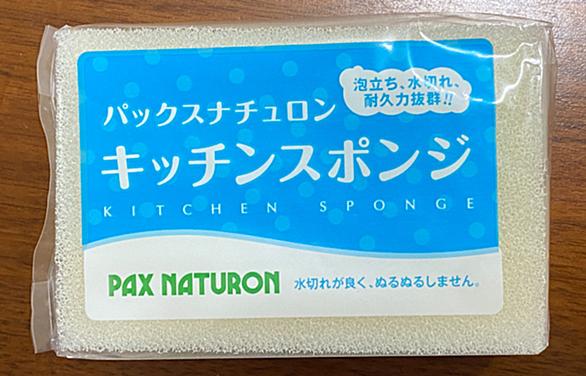 泡立ち、水切れ、
耐久力抜群!!
パックスナチュロン
キッチンスポンジ
KITCHEN SPONGE
PAX NATURON
水切れが良く、ぬるぬるしません。